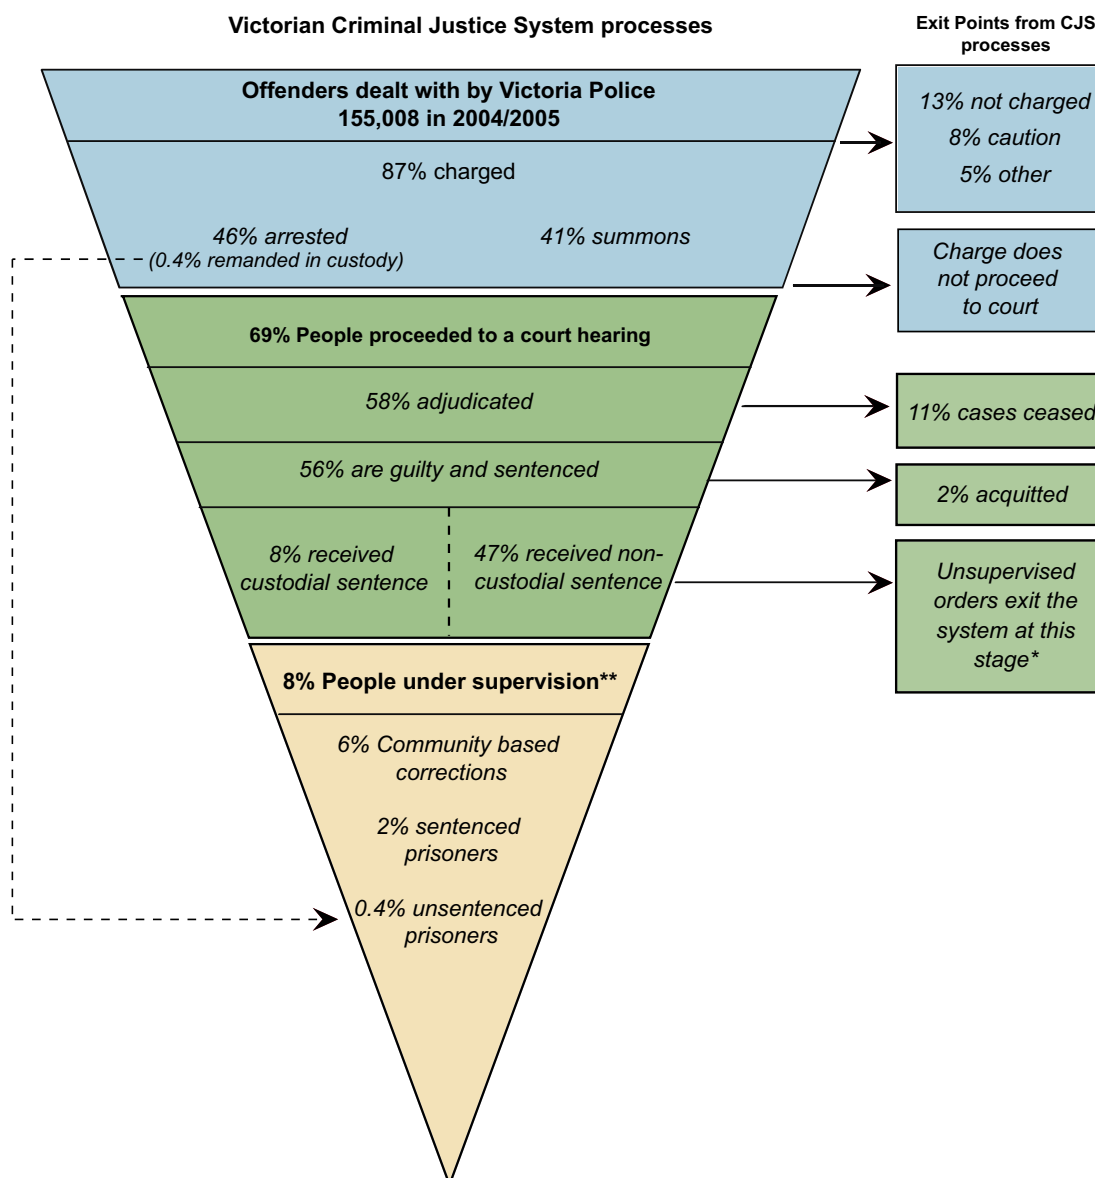 Victorian Criminal Justice System processes
Exit Points from CJS
processes
Offenders dealt with by Victoria Police
155,008 in 2004/2005
13% not charged
8% caution
5% other
87% charged
46% arrested
(0.4% remanded in custody)
41% summons
Charge does
not proceed
to court
69% People proceeded to a court hearing
58% adjudicated
11% cases ceased
56% are guilty and sentenced
2% acquitted
8% received
custodial sentence
47% received non-
custodial sentence
Unsupervised
orders exit the
system at this
stage*
8% People under supervision**
6% Community based
corrections
2% sentenced
prisoners
0.4% unsentenced
prisoners